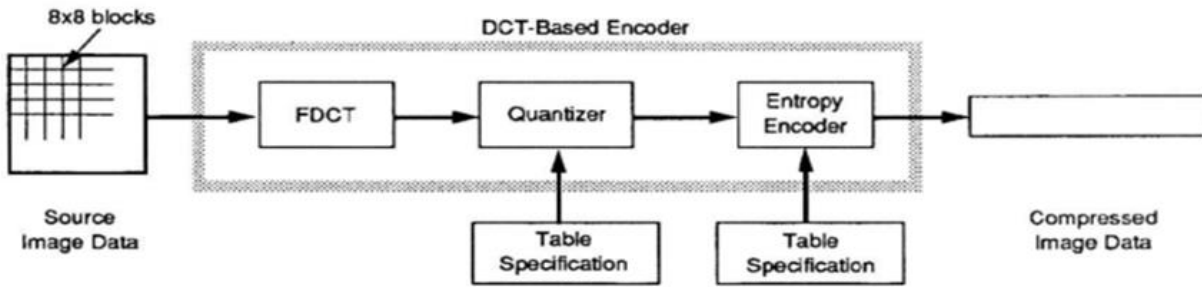 8x8 blocks
DCT-Based Encoder
FDCT
Quantizer
Entropy
Encoder
Source
Image Data
Table
Specification
Table
Specification
Compressed
Image Data